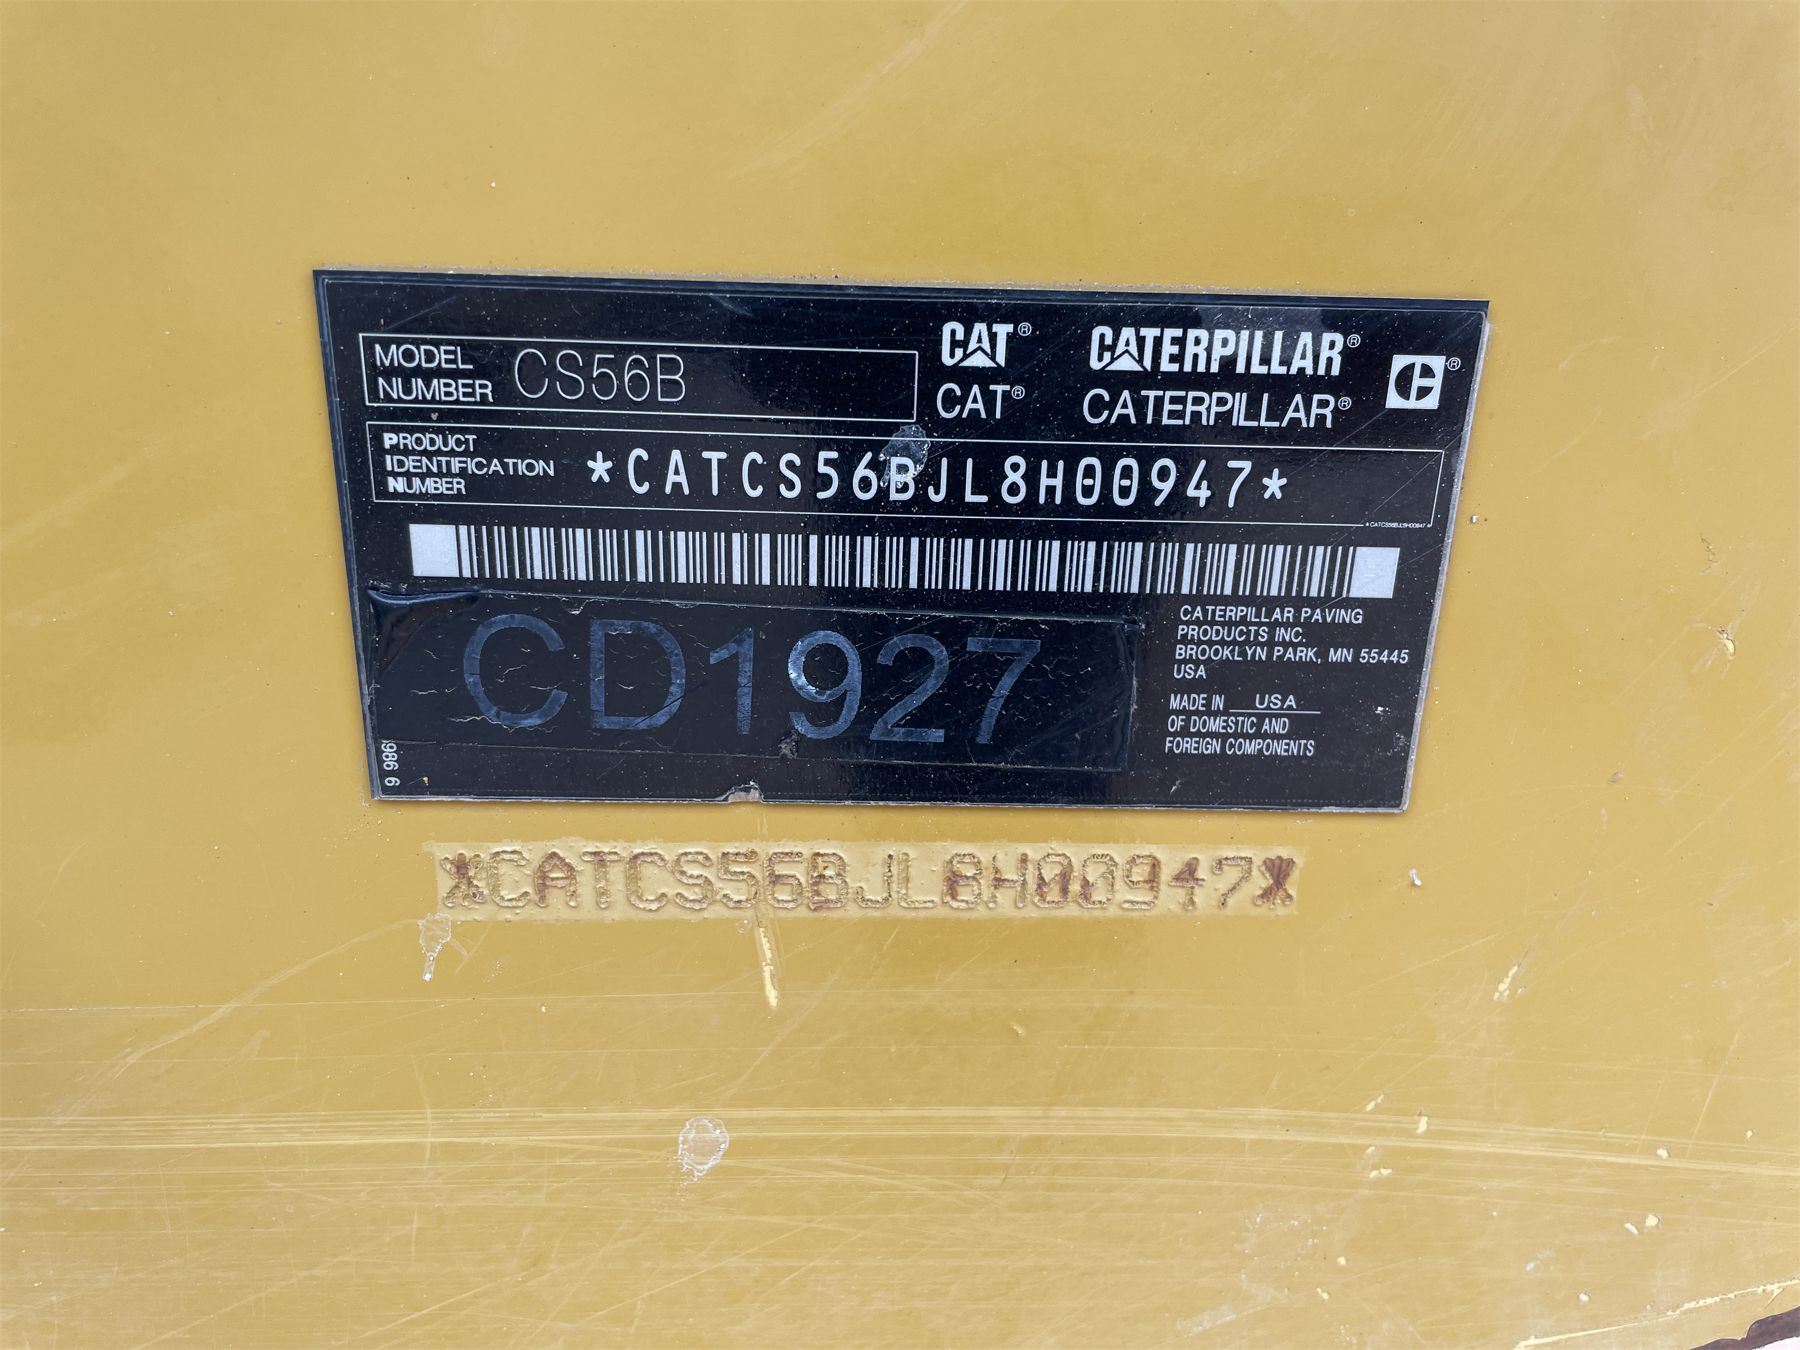 MODEL
NUMBER CS56B
CAT® CATERPILLAR® ®
CAT® CATERPILLAR®
PRODUCT
IDENTIFICATION
NUMBER
*CATCS56BJL8H00947*
*CATCS56BJL8H00947*
CD1927
CATERPILLAR PAVING
PRODUCTS INC.
BROOKLYN PARK, MN 55445
USA
MADE IN USA
OF DOMESTIC AND
FOREIGN COMPONENTS
*CATCS56BJL8H00947*